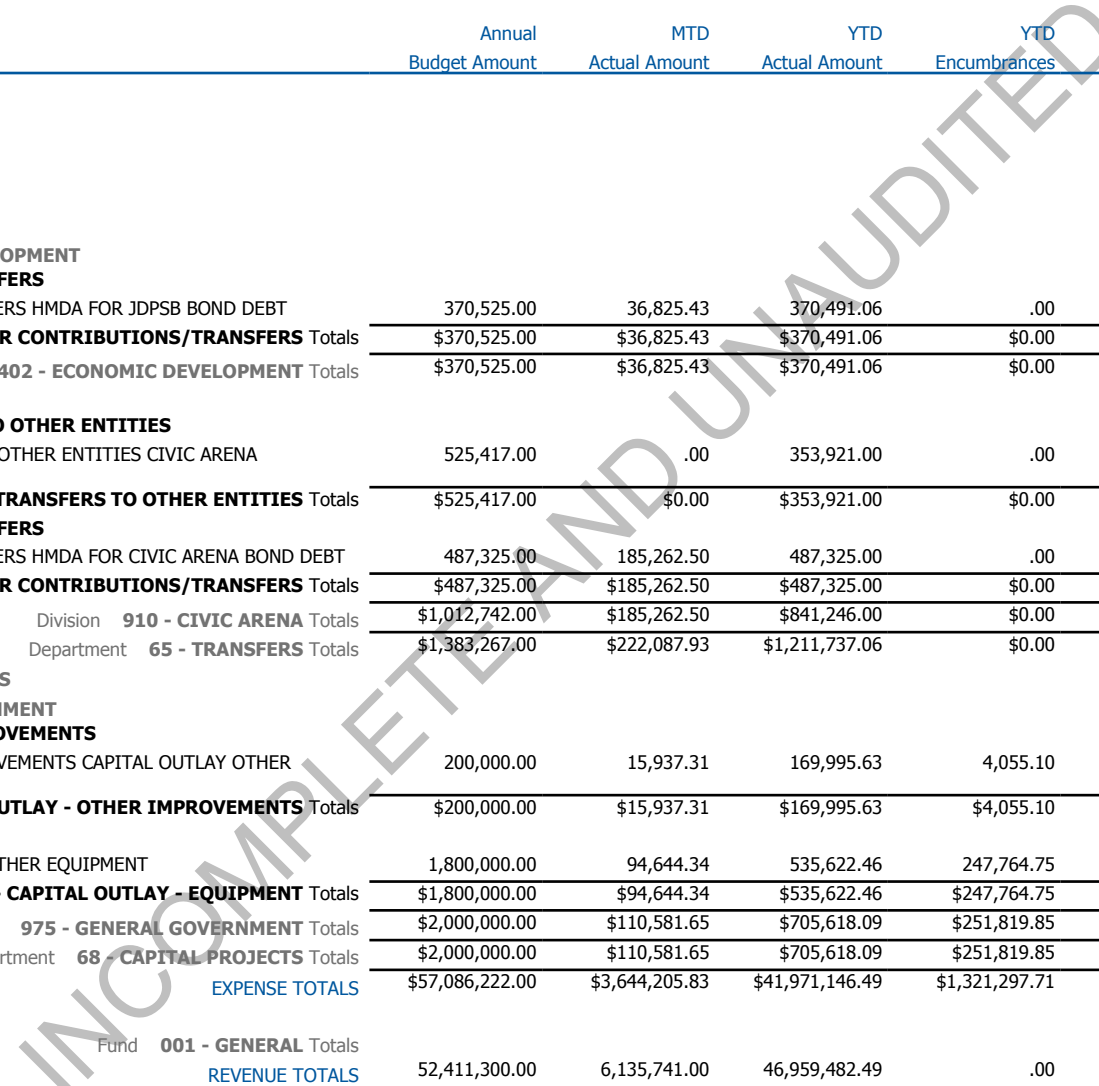 Annual MTD YTD YTD
Budget Amount Actual Amount Actual Amount Encumbrances
OPMENT
FERS
ERS HMDA FOR JDPSB BOND DEBT 370,525.00 36,825.43 370,491.06 .00
R CONTRIBUTIONS/TRANSFERS Totals $370,525.00 $36,825.43 $370,491.06 $0.00
402 - ECONOMIC DEVELOPMENT Totals $370,525.00 $36,825.43 $370,491.06 $0.00
O OTHER ENTITIES
OTHER ENTITIES CIVIC ARENA 525,417.00 .00 353,921.00 .00
TRANSFERS TO OTHER ENTITIES Totals $525,417.00 $0.00 $353,921.00 $0.00
FERS
ERS HMDA FOR CIVIC ARENA BOND DEBT 487,325.00 185,262.50 487,325.00 .00
R CONTRIBUTIONS/TRANSFERS Totals $487,325.00 $185,262.50 $487,325.00 $0.00
Division 910 - CIVIC ARENA Totals $1,012,742.00 $185,262.50 $841,246.00 $0.00
Department 65 - TRANSFERS Totals $1,383,267.00 $222,087.93 $1,211,737.06 $0.00
S
NMENT
OVEMENTS
VEMENTS CAPITAL OUTLAY OTHER 200,000.00 15,937.31 169,995.63 4,055.10
UTLAY - OTHER IMPROVEMENTS Totals $200,000.00 $15,937.31 $169,995.63 $4,055.10
THER EQUIPMENT 1,800,000.00 94,644.34 535,622.46 247,764.75
- CAPITAL OUTLAY - EQUIPMENT Totals $1,800,000.00 $94,644.34 $535,622.46 $247,764.75
975 - GENERAL GOVERNMENT Totals $2,000,000.00 $110,581.65 $705,618.09 $251,819.85
rtment 68 - CAPITAL PROJECTS Totals $2,000,000.00 $110,581.65 $705,618.09 $251,819.85
EXPENSE TOTALS $57,086,222.00 $3,644,205.83 $41,971,146.49 $1,321,297.71
Fund 001 - GENERAL Totals
REVENUE TOTALS 52,411,300.00 6,135,741.00 46,959,482.49 .00
INCOMPLETE AND UNAUDITED